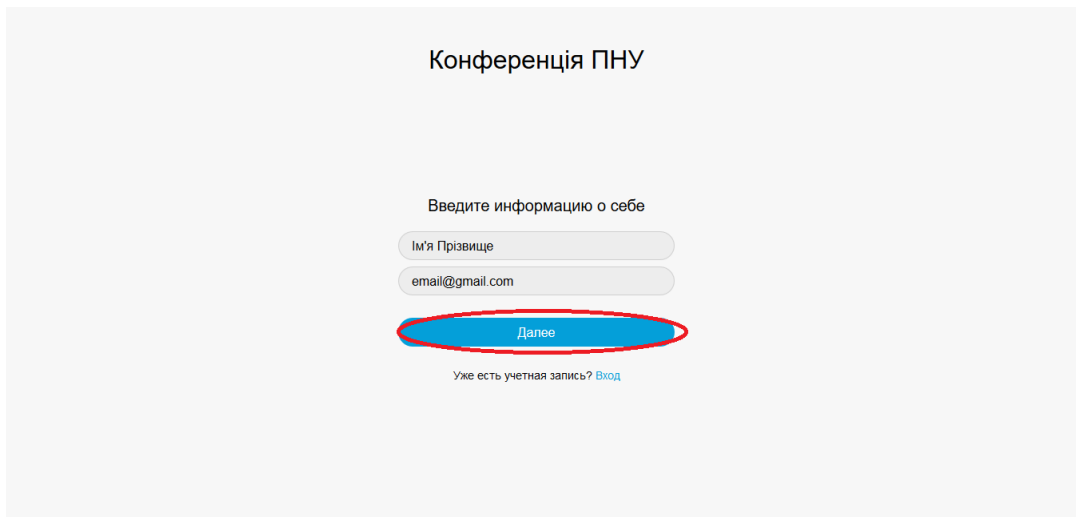 Конференція ПНУ
Введите информацию о себе
Ім'я Прізвище
email@gmail.com
Далее
Уже есть учетная запись? Вход